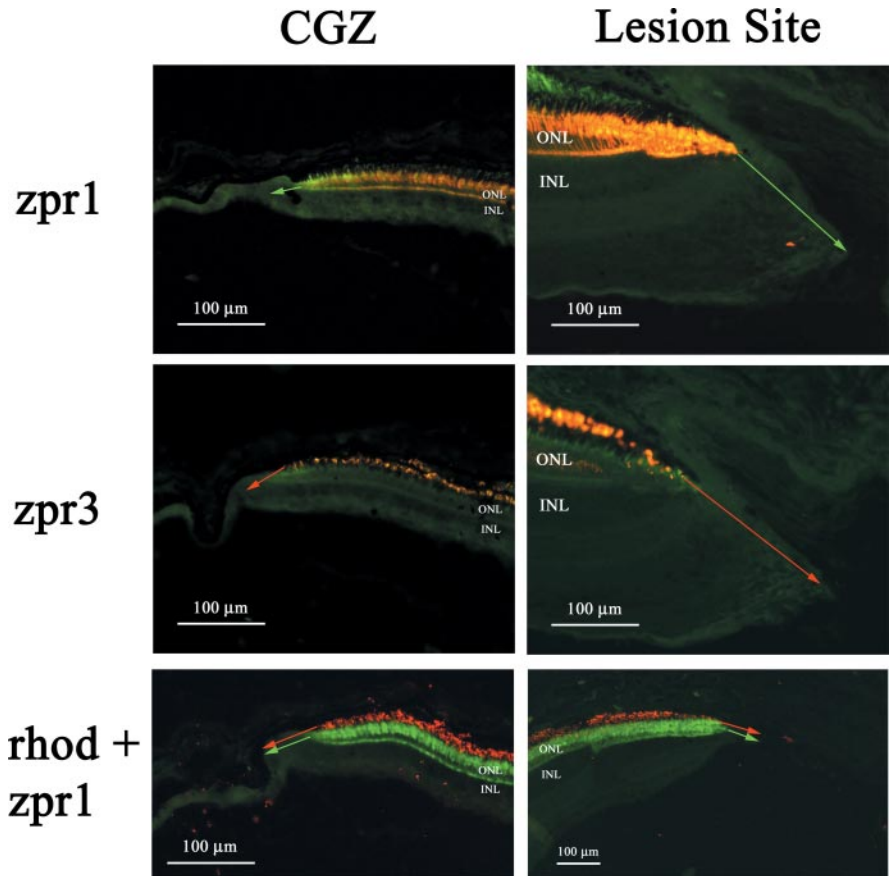 CGZ
Lesion Site
zpr1
ONL
INL
100 µm
ONL
INL
100 µm
zpr3
ONL
INL
100 µm
ONL
INL
100 µm
rhod +
zpr1
ONL
INL
100 µm
ONL
INL
100 µm